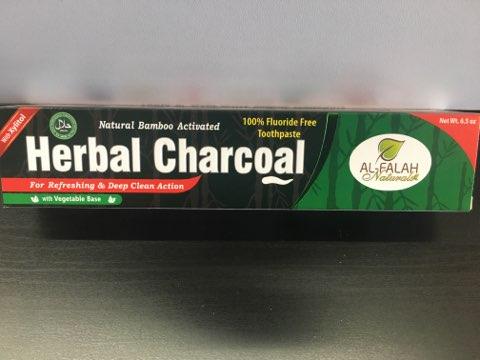 With Xylitol
حلال
Natural Bamboo Activated
Herbal Charcoal
For Refreshing & Deep Clean Action
with Vegetable Base
100% Fluoride Free
Toothpaste
Net Wt. 6.5 oz
AL-FALAH
Naturals